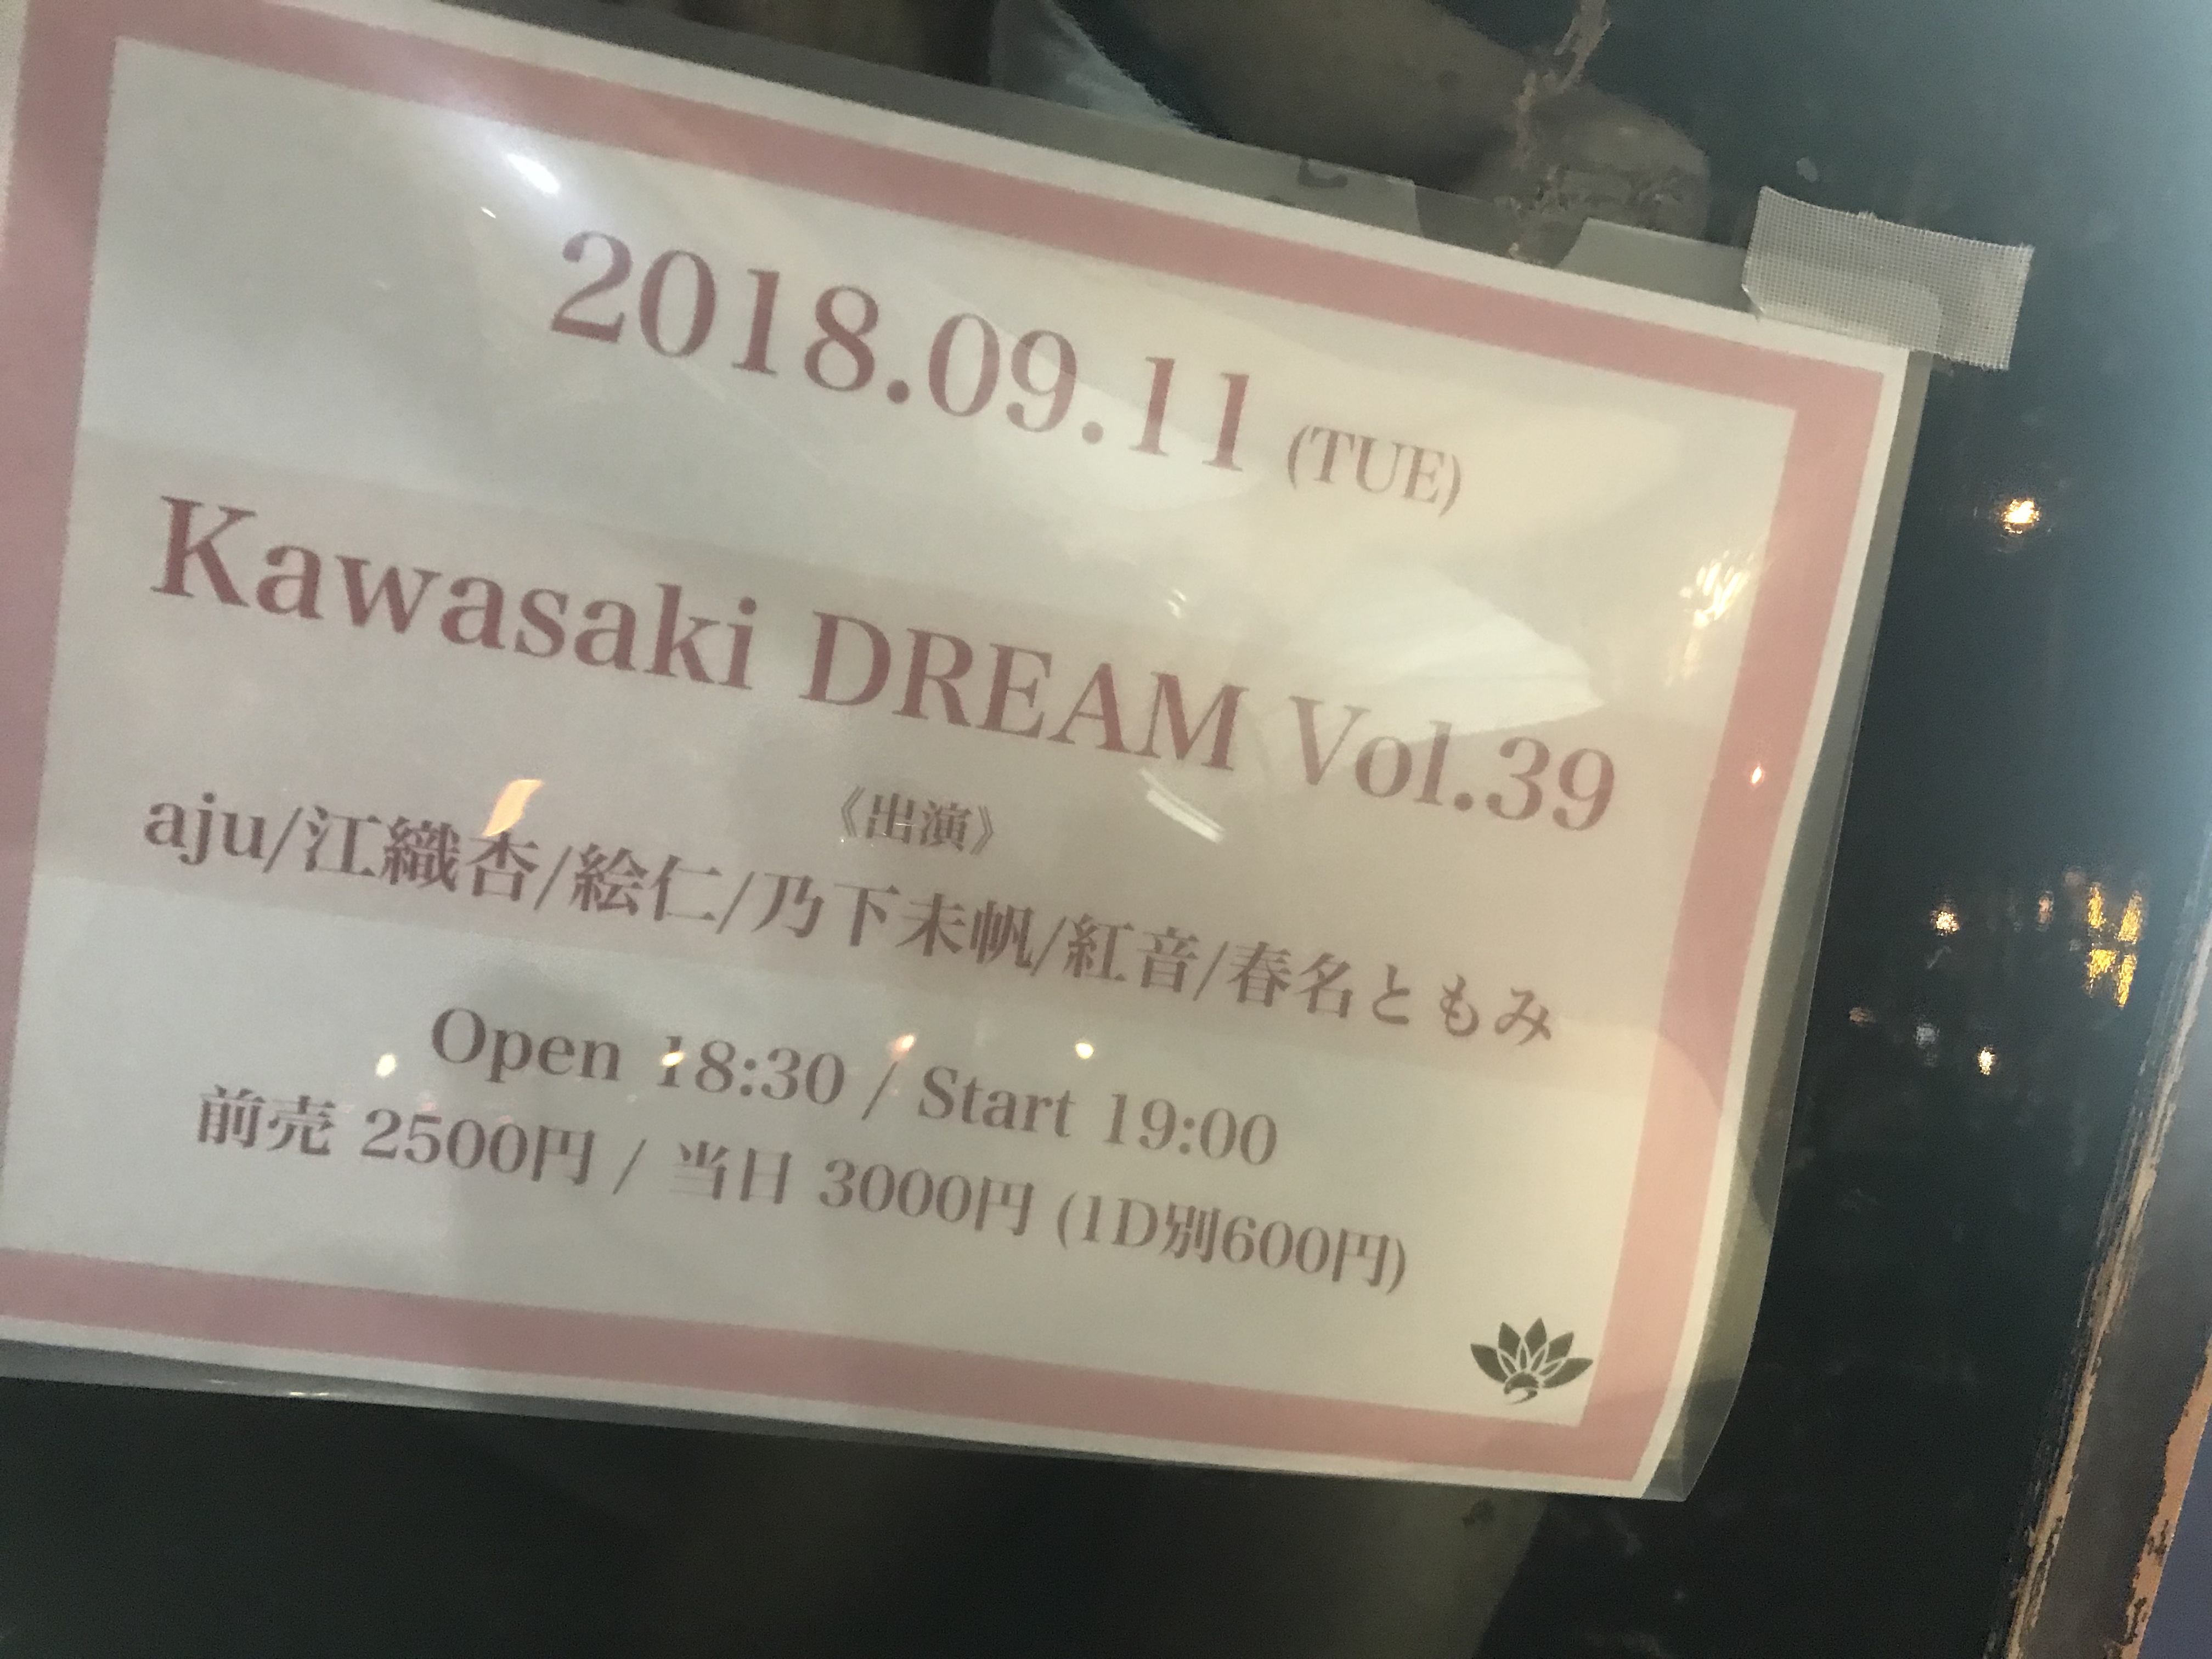 2018.09.11 (TUE)
Kawasaki DREAM Vol.39
《出演》
aju/江織杏/絵仁/乃下未帆/紅音/春名ともみ
Open 18:30 / Start 19:00
前売 2500円 / 当日 3000円 (1D別600円)